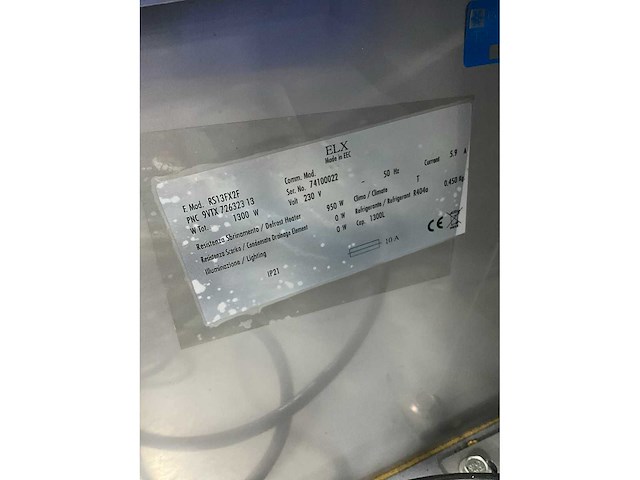 ELX
Made in EEC
F. Mod. RS13FX2F
Comm. Mod.
PNC 9VTX 726323 13
Ser. No. 74100022
W Tot. 1300 W
Volt 230 V ~ 50 Hz
Current 5.9 A
Resistenza Sbrinamento / Defrost Heater 950 W
Clima / Climate T
Resistenza Scarico / Condensate Drainage Element 0 W
Refrigerante / Refrigerant R404a 0,450 Kg
Illuminazione / Lighting 0 W
Cap. 1300L
IP21
10 A
CE